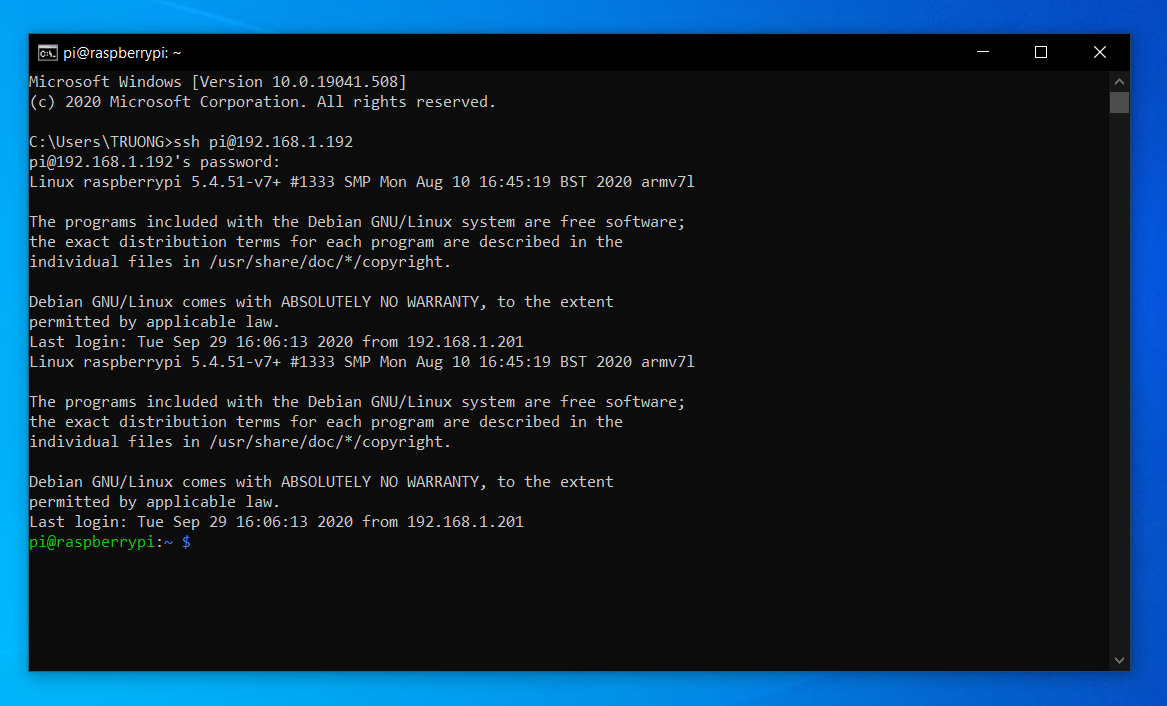 pi@raspberrypi: ~
Microsoft Windows [Version 10.0.19041.508]
(c) 2020 Microsoft Corporation. All rights reserved.
C:\Users\TRUONG>ssh pi@192.168.1.192
pi@192.168.1.192's password:
Linux raspberrypi 5.4.51-v7+ #1333 SMP Mon Aug 10 16:45:19 BST 2020 armv7l
The programs included with the Debian GNU/Linux system are free software;
the exact distribution terms for each program are described in the
individual files in /usr/share/doc/*/copyright.
Debian GNU/Linux comes with ABSOLUTELY NO WARRANTY, to the extent
permitted by applicable law.
Last login: Tue Sep 29 16:06:13 2020 from 192.168.1.201
Linux raspberrypi 5.4.51-v7+ #1333 SMP Mon Aug 10 16:45:19 BST 2020 armv7l
The programs included with the Debian GNU/Linux system are free software;
the exact distribution terms for each program are described in the
individual files in /usr/share/doc/*/copyright.
Debian GNU/Linux comes with ABSOLUTELY NO WARRANTY, to the extent
permitted by applicable law.
Last login: Tue Sep 29 16:06:13 2020 from 192.168.1.201
pi@raspberrypi:~ $